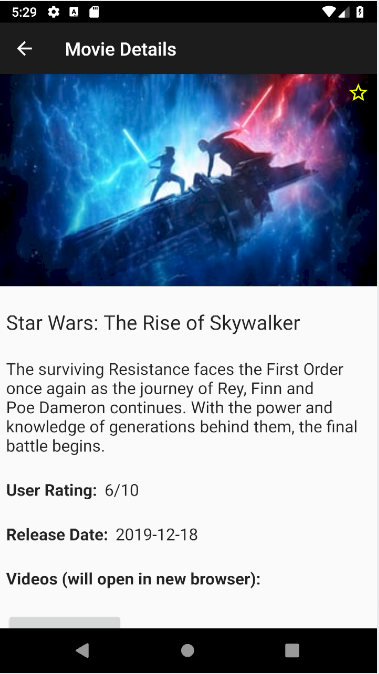 5:29
Movie Details
Star Wars: The Rise of Skywalker
The surviving Resistance faces the First Order
once again as the journey of Rey, Finn and
Poe Dameron continues. With the power and
knowledge of generations behind them, the final
battle begins.
User Rating: 6/10
Release Date: 2019-12-18
Videos (will open in new browser):